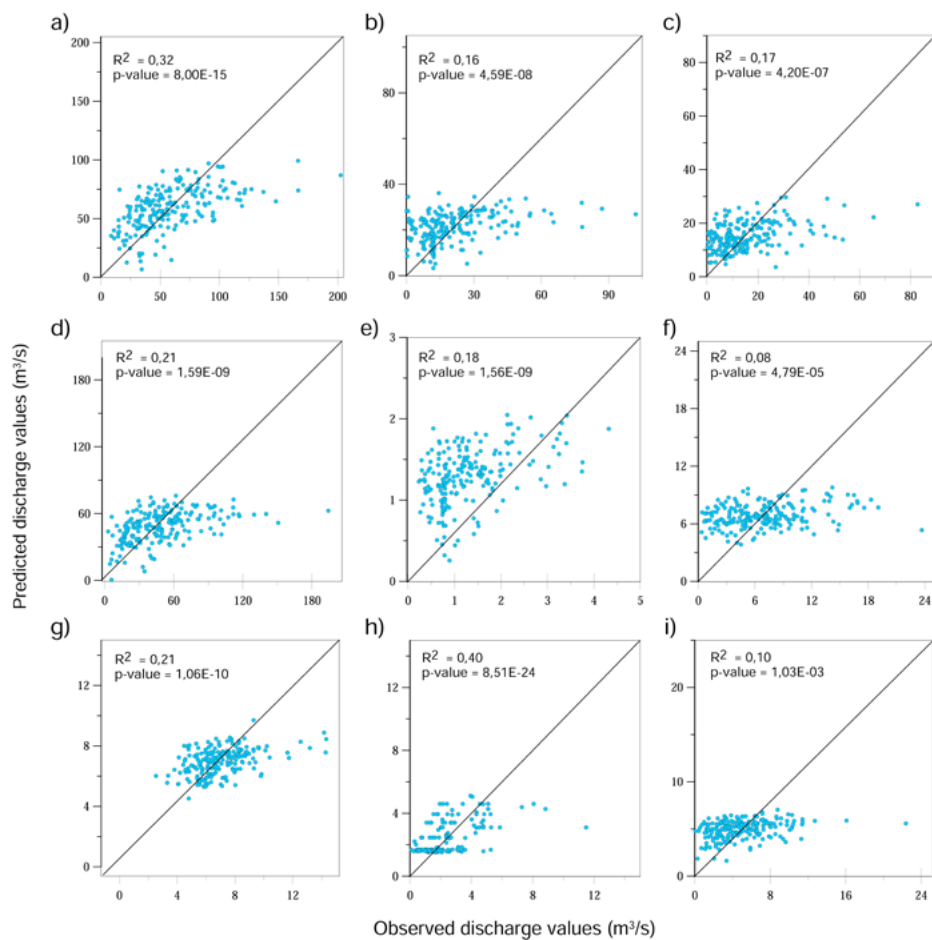 a)
R² = 0,32
p-value = 8,00E-15
200
150
100
50
0
0 50 100 150 200
b)
R² = 0,16
p-value = 4,59E-08
80
40
0
0 30 60 90
c)
R² = 0,17
p-value = 4,20E-07
80
60
40
20
0
0 20 40 60 80
d)
R² = 0,21
p-value = 1,59E-09
180
120
60
0
0 60 120 180
e)
R² = 0,18
p-value = 1,56E-09
3
2
1
0
0 1 2 3 4 5
f)
R² = 0,08
p-value = 4,79E-05
24
18
12
6
0
0 6 12 18 24
g)
R² = 0,21
p-value = 1,06E-10
12
8
4
0
0 4 8 12
h)
R² = 0,40
p-value = 8,51E-24
12
8
4
0
0 4 8 12
i)
R² = 0,10
p-value = 1,03E-03
20
10
0
0 8 16 24
Predicted discharge values (m³/s)
Observed discharge values (m³/s)